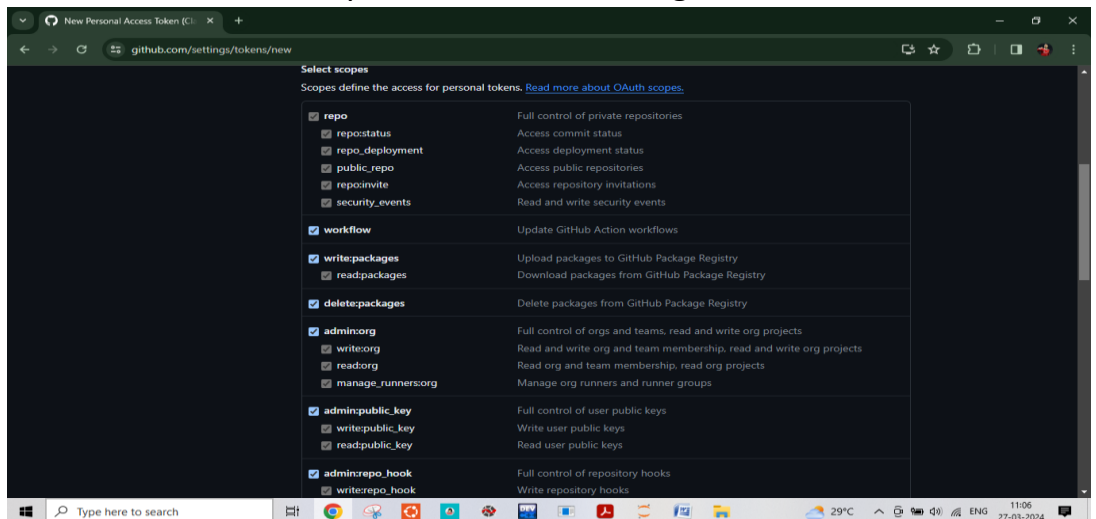 New Personal Access Token (Cl
github.com/settings/tokens/new
Select scopes
Scopes define the access for personal tokens. Read more about OAuth scopes.
repo Full control of private repositories
repo:status Access commit status
repo_deployment Access deployment status
public_repo Access public repositories
repo:invite Access repository invitations
security_events Read and write security events
workflow Update GitHub Action workflows
write:packages Upload packages to GitHub Package Registry
read:packages Download packages from GitHub Package Registry
delete:packages Delete packages from GitHub Package Registry
admin:org Full control of orgs and teams, read and write org projects
write:org Read and write org and team membership, read and write org projects
read:org Read org and team membership, read org projects
manage_runners:org Manage org runners and runner groups
admin:public_key Full control of user public keys
write:public_key Write user public keys
read:public_key Read user public keys
admin:repo_hook Full control of repository hooks
write:repo_hook Write repository hooks
Type here to search 29°C ENG 11:06
27-03-2024